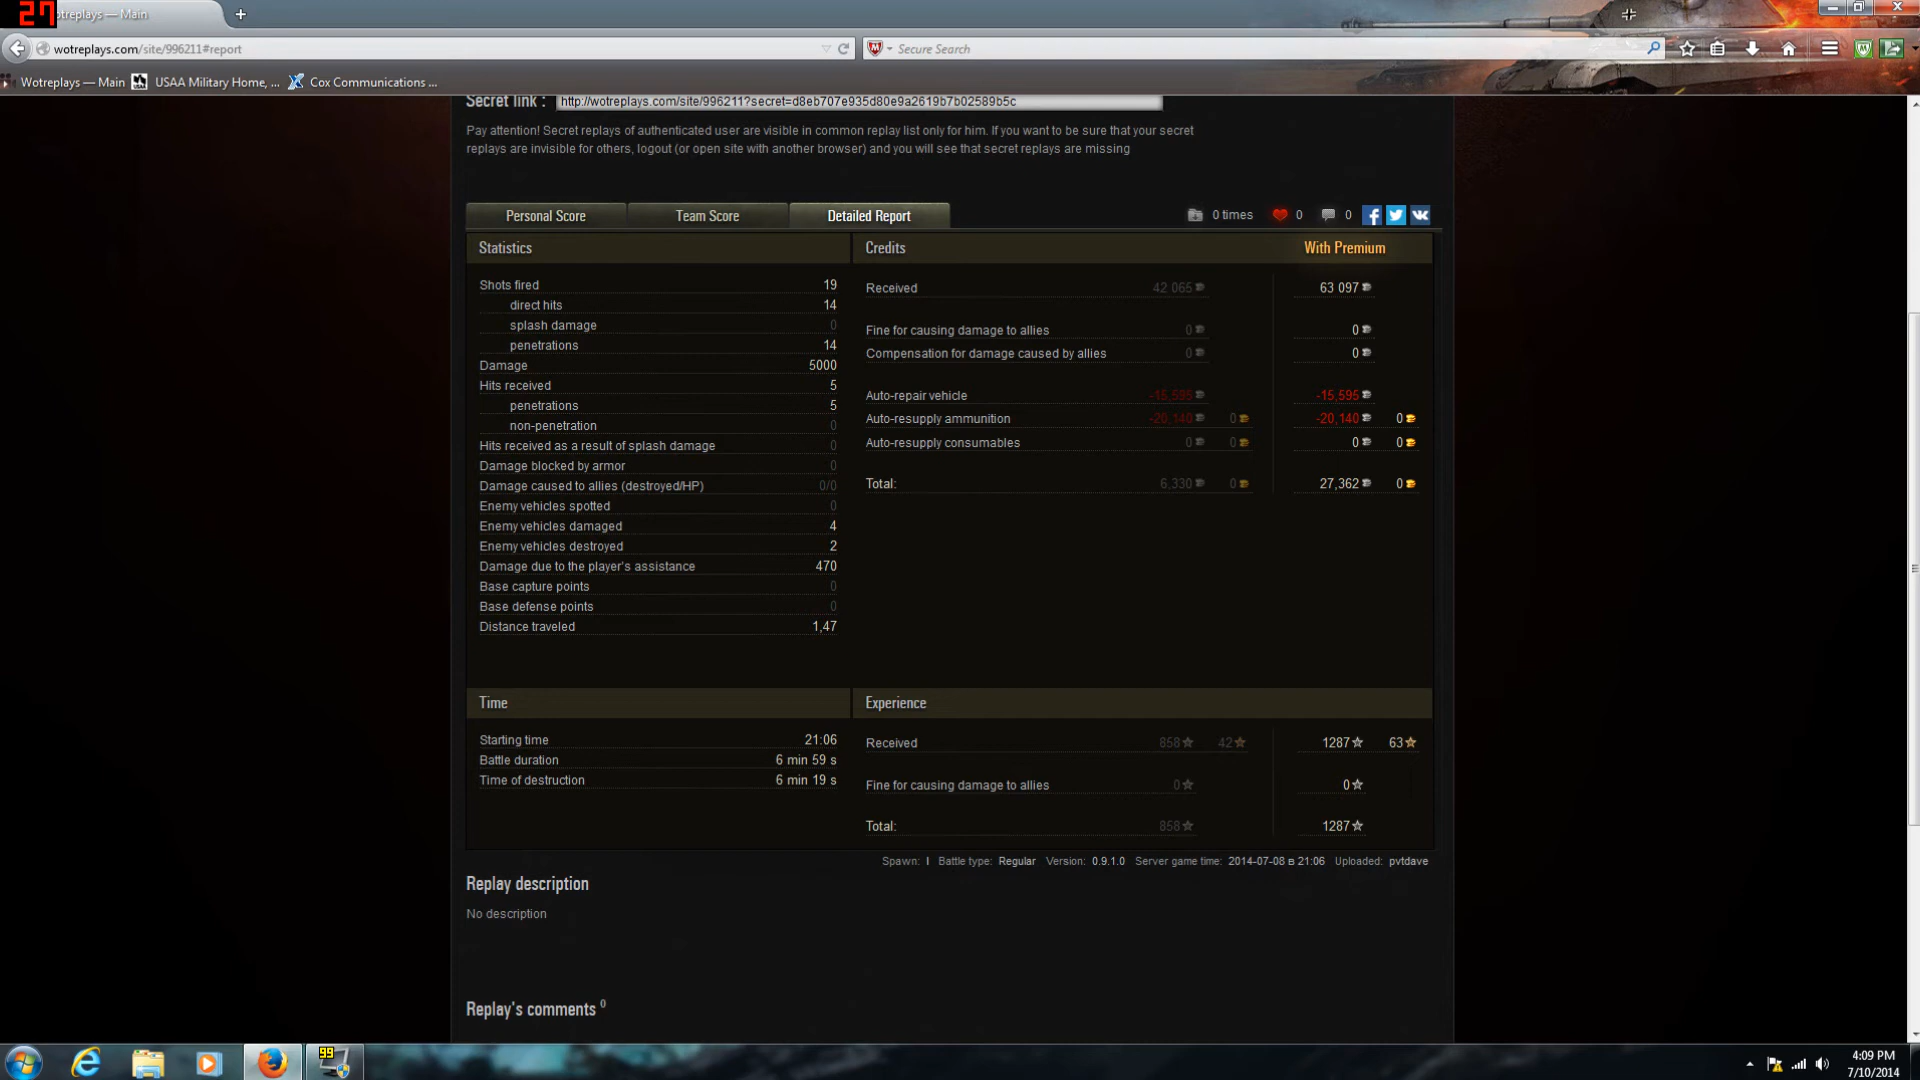 27
otreplays — Main
+
wotreplays.com/site/996211#report
Secure Search
Wotreplays — Main
USAA Military Home, ...
Cox Communications ...
Secret link :
http://wotreplays.com/site/996211?secret=d8eb707e935d80e9a2619b7b02589b5c
Pay attention! Secret replays of authenticated user are visible in common replay list only for him. If you want to be sure that your secret
replays are invisible for others, logout (or open site with another browser) and you will see that secret replays are missing
Personal Score
Team Score
Detailed Report
0 times
0
0
Statistics
Shots fired 19
direct hits 14
splash damage 0
penetrations 14
Damage 5000
Hits received 5
penetrations 5
non-penetration 0
Hits received as a result of splash damage 0
Damage blocked by armor 0
Damage caused to allies (destroyed/HP) 0/0
Enemy vehicles spotted 0
Enemy vehicles damaged 4
Enemy vehicles destroyed 2
Damage due to the player's assistance 470
Base capture points 0
Base defense points 0
Distance traveled 1,47
Credits With Premium
Received 42 065 63 097
Fine for causing damage to allies 0 0
Compensation for damage caused by allies 0 0
Auto-repair vehicle -15,595 -15,595
Auto-resupply ammunition -20,140 0 -20,140 0
Auto-resupply consumables 0 0 0 0
Total: 6,330 0 27,362 0
Time
Starting time 21:06
Battle duration 6 min 59 s
Time of destruction 6 min 19 s
Experience
Received 858 42 1287 63
Fine for causing damage to allies 0 0
Total: 858 1287
Spawn: I Battle type: Regular Version: 0.9.1.0 Server game time: 2014-07-08 в 21:06 Uploaded: pvtdave
Replay description
No description
Replay's comments 0
99
4:09 PM
7/10/2014